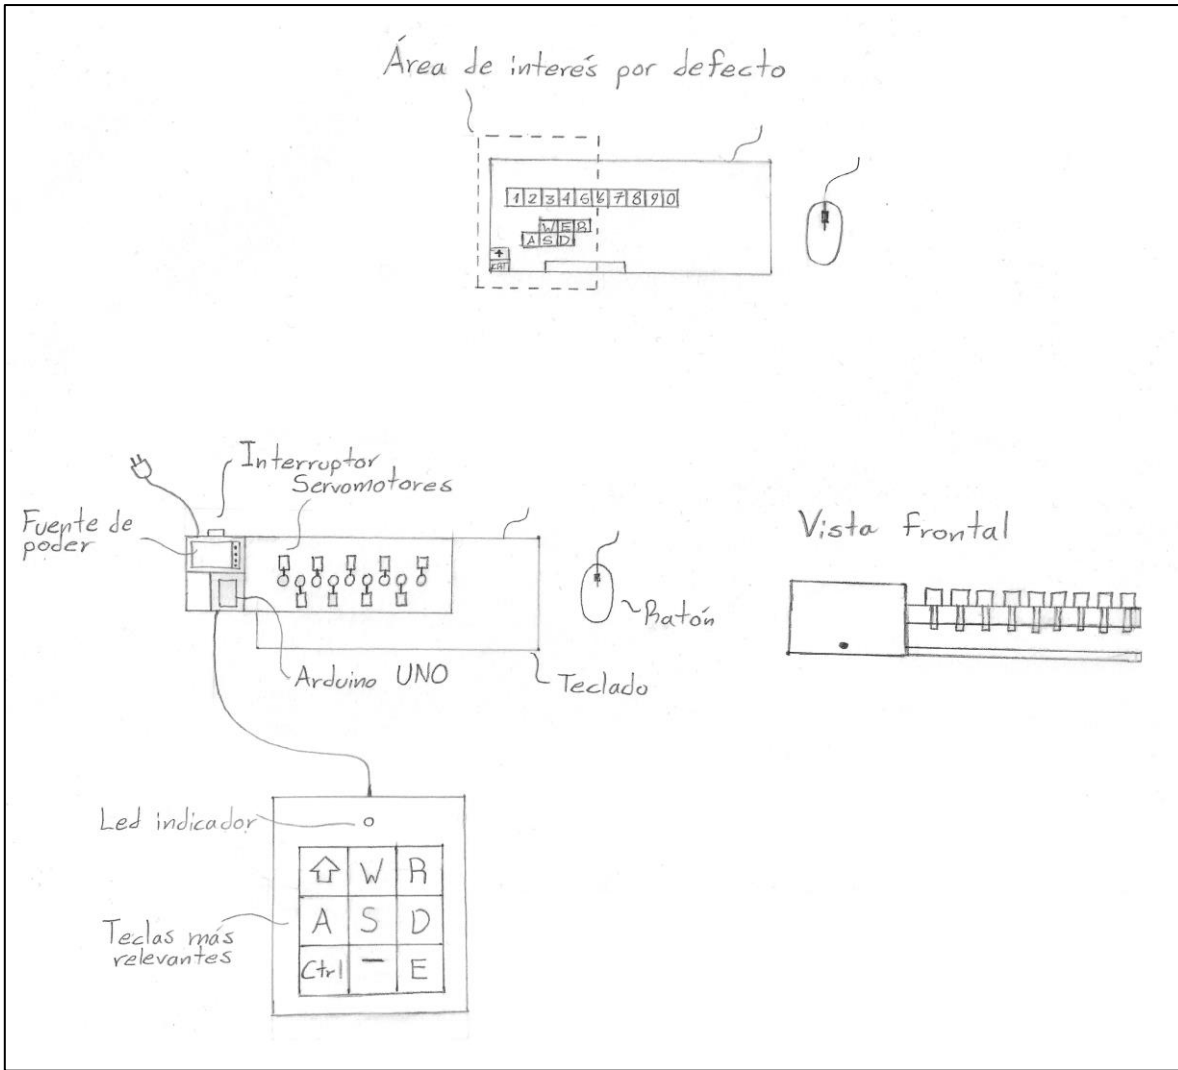 Área de interés por defecto
1 2 3 4 5 6 7 8 9 0
W E R
A S D
Interruptor
Servomotores
Fuente de
poder
Vista frontal
Ratón
Arduino UNO
Teclado
Led indicador
W R
A S D
Ctrl E
Teclas más
relevantes